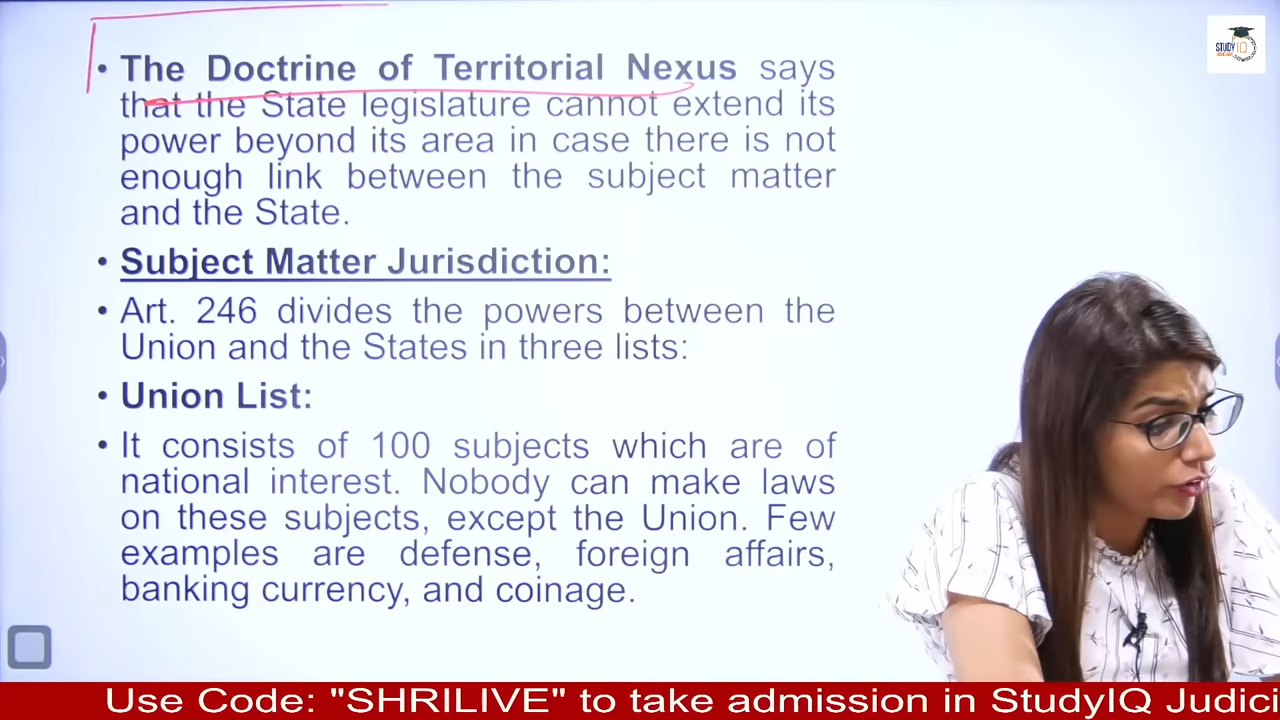 STUDY IQ
• The Doctrine of Territorial Nexus says
that the State legislature cannot extend its
power beyond its area in case there is not
enough link between the subject matter
and the State.
• Subject Matter Jurisdiction:
• Art. 246 divides the powers between the
Union and the States in three lists:
• Union List:
• It consists of 100 subjects which are of
national interest. Nobody can make laws
on these subjects, except the Union. Few
examples are defense, foreign affairs,
banking currency, and coinage.
Use Code: "SHRILIVE" to take admission in StudyIQ Judici